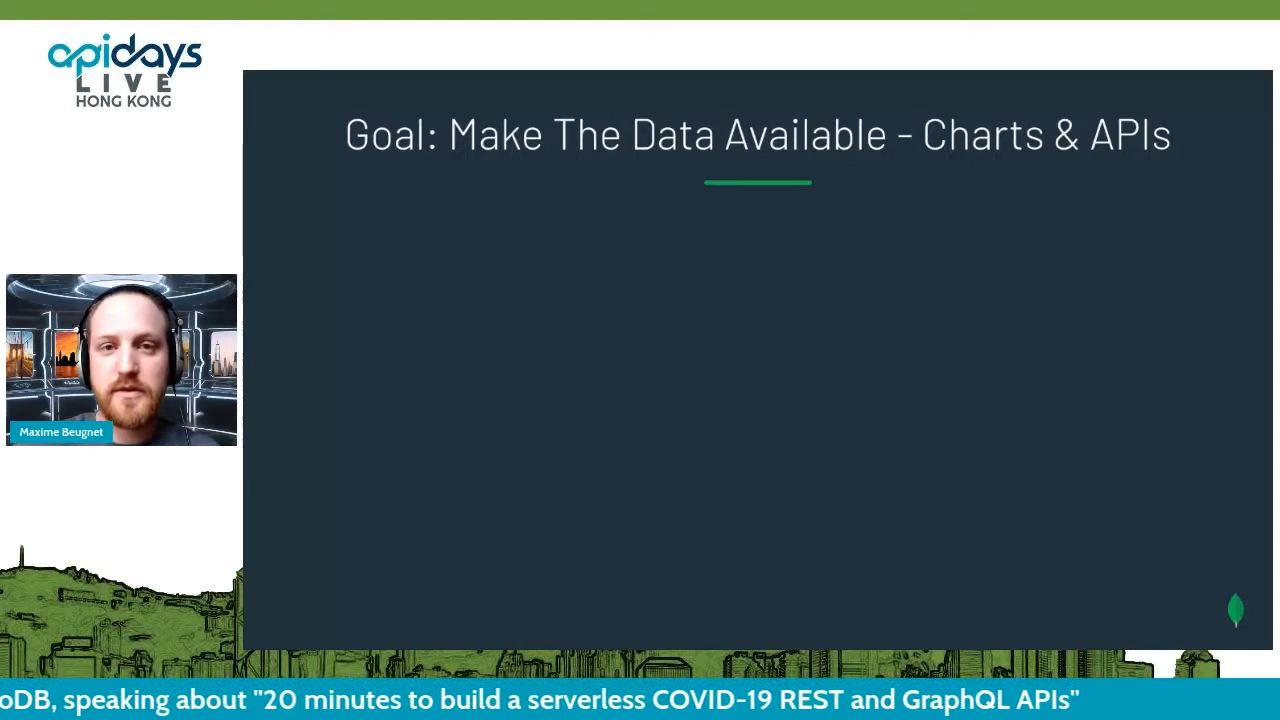 apidays
LIVE
HONG KONG
Goal: Make The Data Available - Charts & APIs
Maxime Beugnet
oDB, speaking about "20 minutes to build a serverless COVID-19 REST and GraphQL APIs"